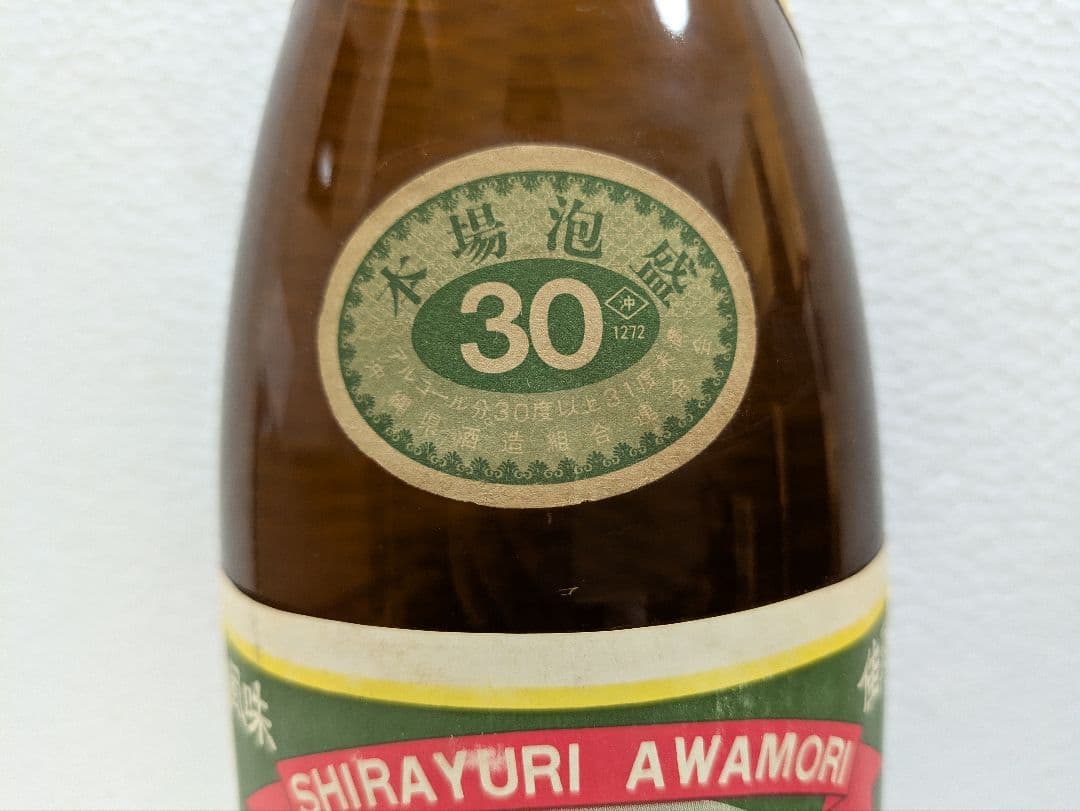 本場泡盛
30
沖
1272
アルコール分30度以上31度未満
沖縄県酒造組合連合会
風味
佳
SHIRAYURI AWAMORI